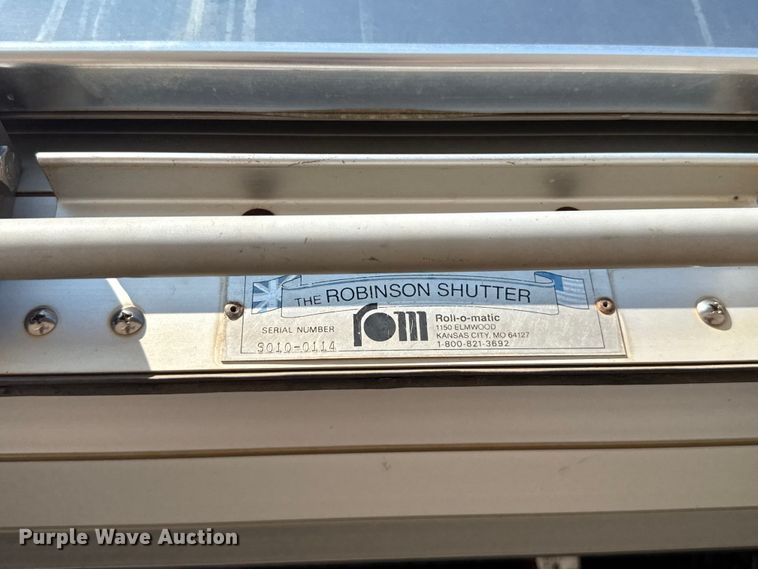 THE ROBINSON SHUTTER
rom
Roll-o-matic
1150 ELMWOOD
KANSAS CITY, MO 64127
1-800-821-3692
SERIAL NUMBER
S010-0114
Purple Wave Auction